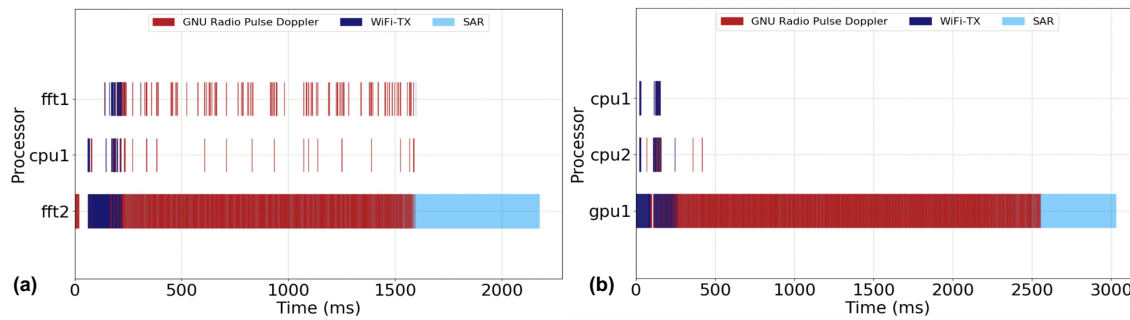 GNU Radio Pulse Doppler WiFi-TX SAR
fft1
cpu1
fft2
Processor
0 500 1000 1500 2000
Time (ms)
(a)
GNU Radio Pulse Doppler WiFi-TX SAR
cpu1
cpu2
gpu1
Processor
0 500 1000 1500 2000 2500 3000
Time (ms)
(b)